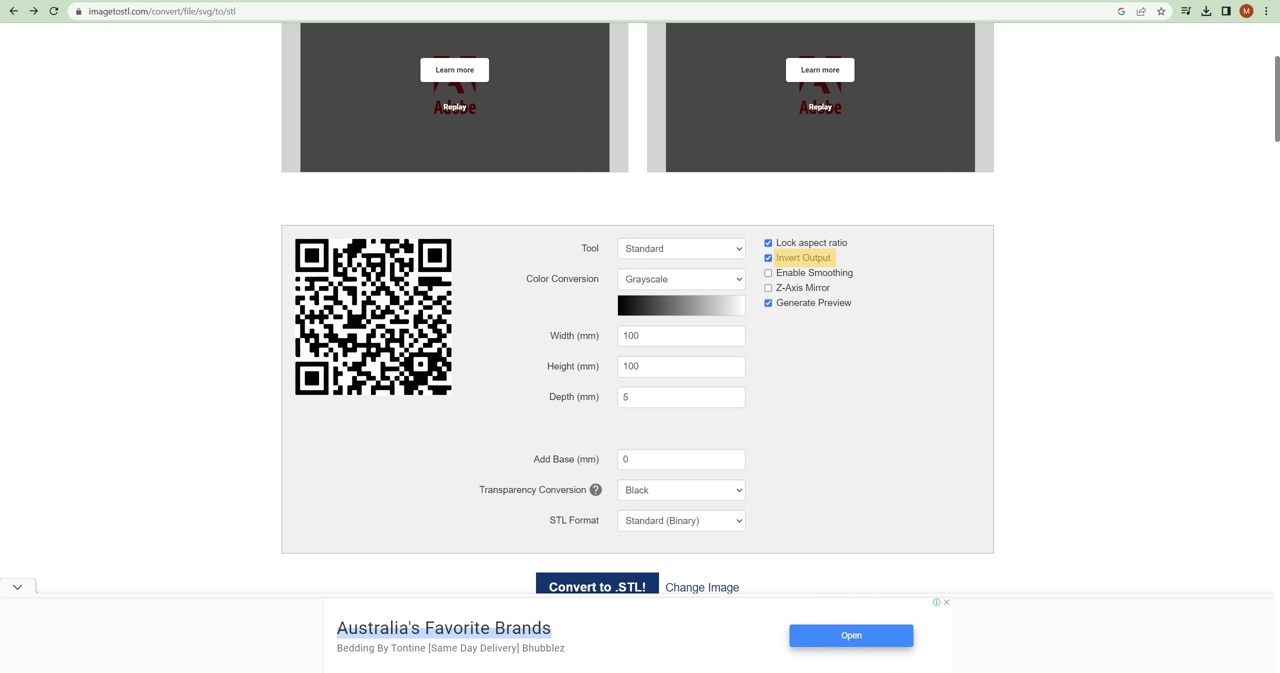 imagetostl.com/convert/file/svg/to/stl
M
Learn more
Adobe
Replay
Learn more
Adobe
Replay
Tool
Standard
Color Conversion
Grayscale
Width (mm)
100
Height (mm)
100
Depth (mm)
5
Add Base (mm)
0
Transparency Conversion ?
Black
STL Format
Standard (Binary)
Lock aspect ratio
Invert Output
Enable Smoothing
Z-Axis Mirror
Generate Preview
Convert to .STL!
Change Image
Australia's Favorite Brands
Bedding By Tontine [Same Day Delivery] Bhubblez
Open